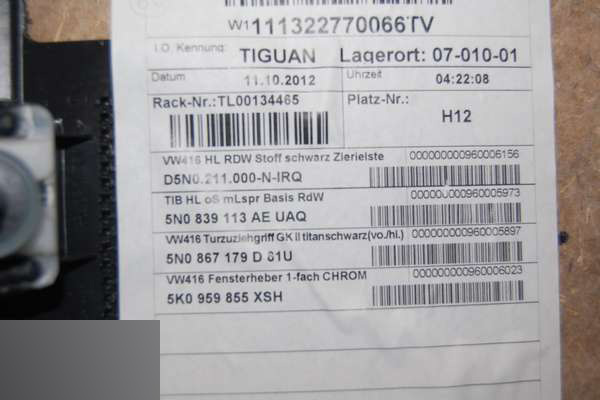 W1111322770066TV
I.O. Kennung: TIGUAN Lagerort: 07-010-01
Datum 11.10.2012 Uhrzeit 04:22:08
Rack-Nr.:TL00134465 Platz-Nr.:
H12
VW416 HL RDW Stoff schwarz Zierleiste 000000000960006156
D5N0.211.000-N-IRQ
TIB HL oS mLspr Basis RdW 000000000960005973
5N0 839 113 AE UAQ
VW416 Turzuziehgriff GK II titanschwarz(vo./hi.) 000000000960005897
5N0 867 179 D 81U
VW416 Fensterheber 1-fach CHROM 000000000960006023
5K0 959 855 XSH